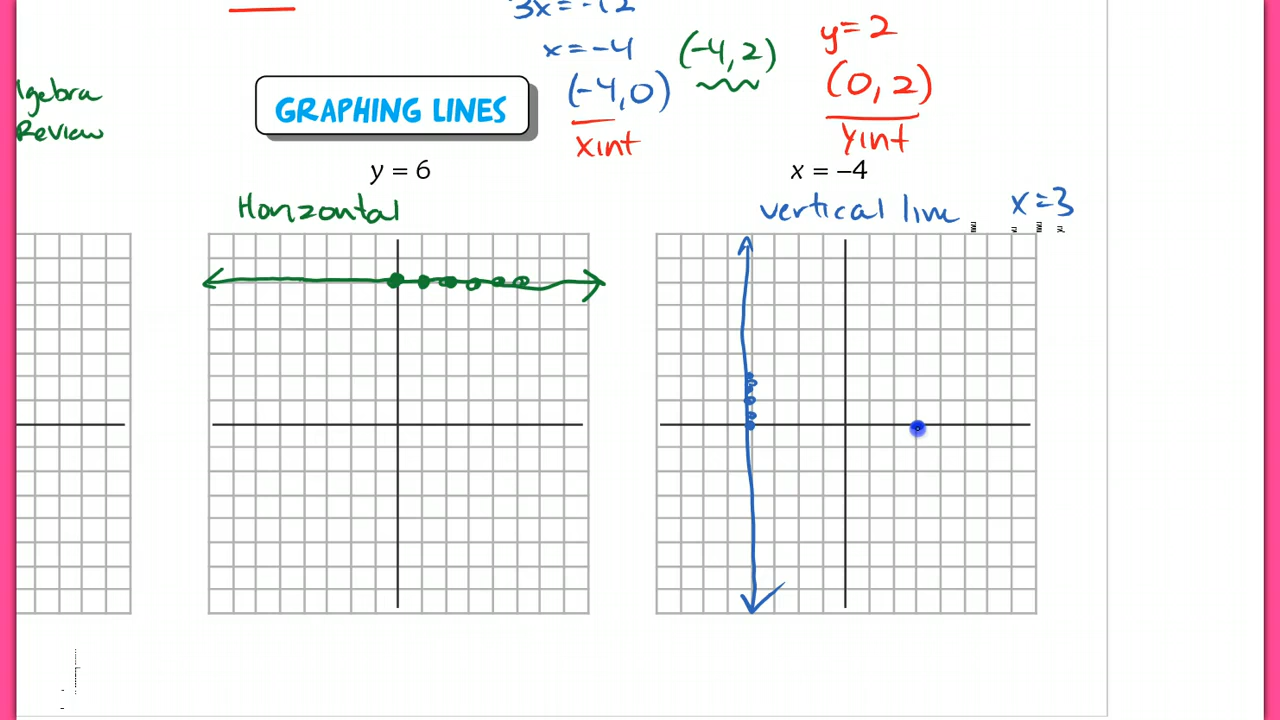 3x = -12
x = -4
(-4, 2)
y = 2
(-4, 0)
(0, 2)
lgebra
Review
GRAPHING LINES
xint
yint
y = 6
x = –4
Horizontal
vertical line
x = 3